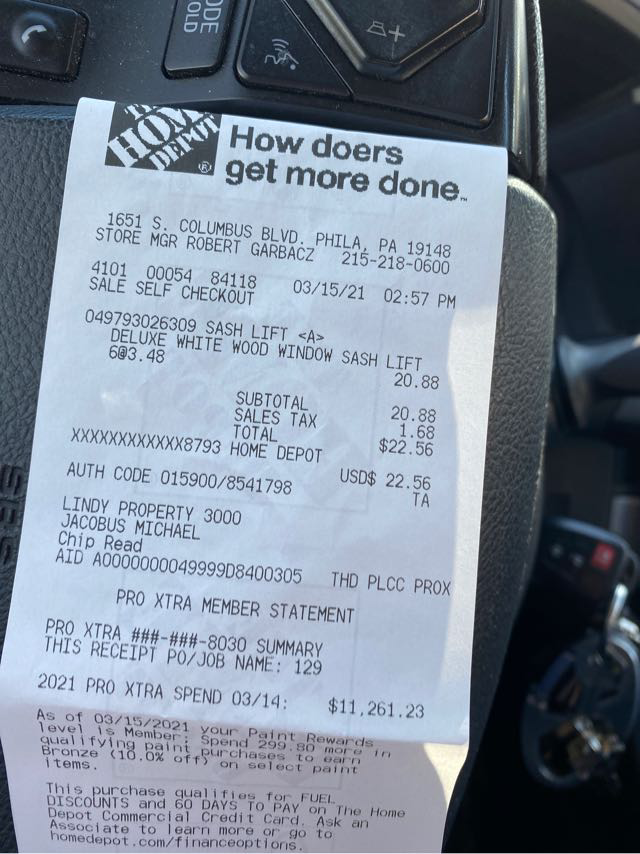 MODE
HOLD
THE
HOME
DEPOT
®
How doers
get more done.™
1651 S. COLUMBUS BLVD. PHILA, PA 19148
STORE MGR ROBERT GARBACZ 215-218-0600
4101 00054 84118 03/15/21 02:57 PM
SALE SELF CHECKOUT
049793026309 SASH LIFT <A>
DELUXE WHITE WOOD WINDOW SASH LIFT
6@3.48 20.88
SUBTOTAL 20.88
SALES TAX 1.68
TOTAL $22.56
XXXXXXXXXXXX8793 HOME DEPOT
USD$ 22.56
AUTH CODE 015900/8541798 TA
LINDY PROPERTY 3000
JACOBUS MICHAEL
Chip Read
AID A0000000049999D8400305 THD PLCC PROX
PRO XTRA MEMBER STATEMENT
PRO XTRA ###-###-8030 SUMMARY
THIS RECEIPT PO/JOB NAME: 129
2021 PRO XTRA SPEND 03/14: $11,261.23
As of 03/15/2021 your Paint Rewards
level is Member; Spend 299.80 more in
qualifying paint purchases to earn
Bronze (10.0% off) on select paint
items.
This purchase qualifies for FUEL
DISCOUNTS and 60 DAYS TO PAY on The Home
Depot Commercial Credit Card. Ask an
Associate to learn more or go to
homedepot.com/financeoptions.